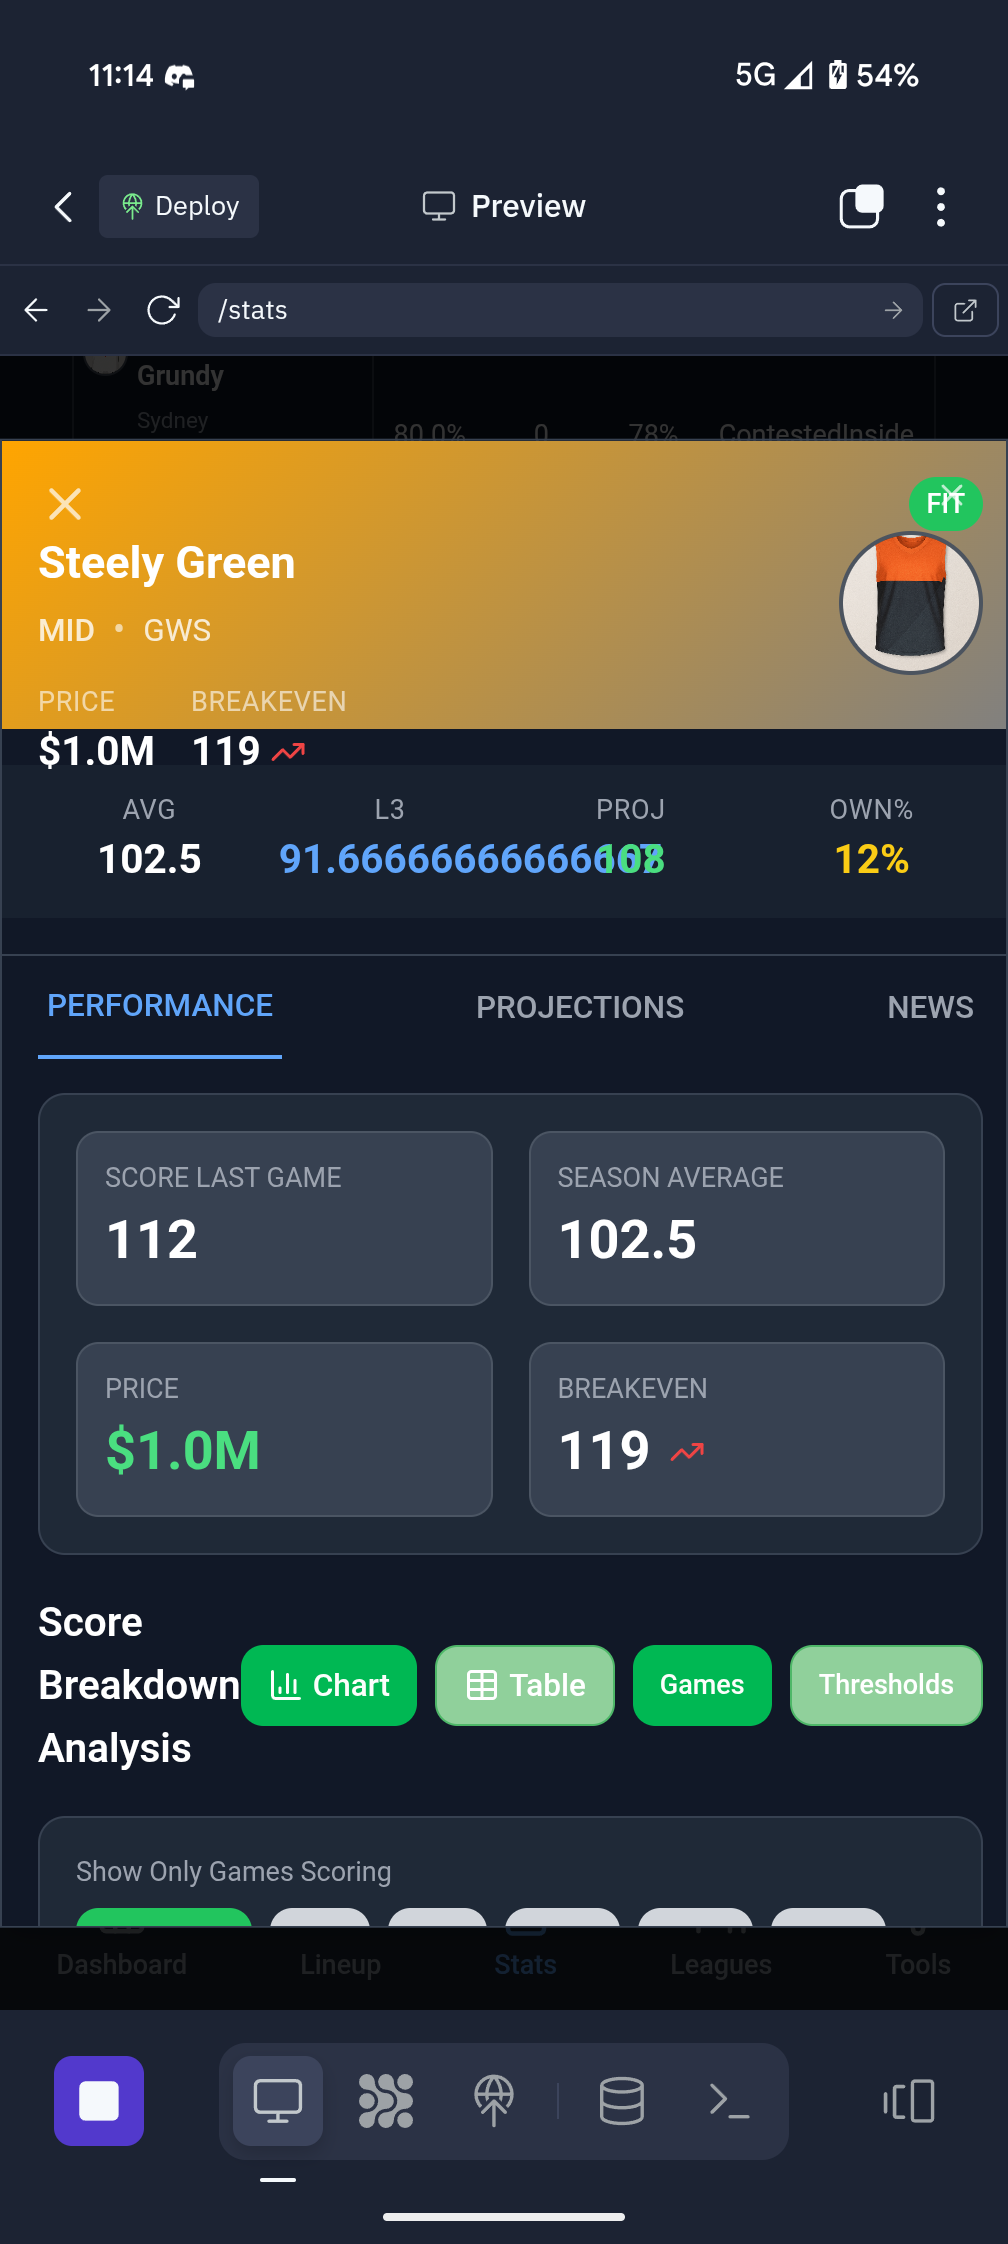 11:14
5G 54%
Deploy
Preview
/stats
Grundy
Sydney
80.0% 0 78% ContestedInside
FIT
Steely Green
MID • GWS
PRICE BREAKEVEN
$1.0M 119
AVG L3 PROJ OWN%
102.5 91.66666666666667 108 12%
PERFORMANCE PROJECTIONS NEWS
SCORE LAST GAME SEASON AVERAGE
112 102.5
PRICE BREAKEVEN
$1.0M 119
Score
Breakdown
Analysis
Chart Table Games Thresholds
Show Only Games Scoring
Dashboard Lineup Stats Leagues Tools